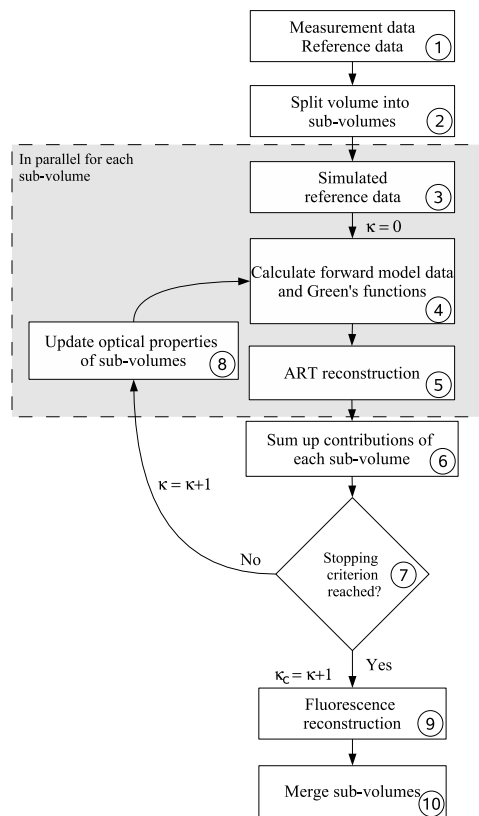 Measurement data
Reference data
1
Split volume into
sub-volumes
2
In parallel for each
sub-volume
Simulated
reference data
3
κ = 0
Calculate forward model data
and Green's functions
4
Update optical properties
of sub-volumes
8
ART reconstruction
5
Sum up contributions of
each sub-volume
6
κ = κ+1
No
Stopping
criterion
reached?
7
Yes
κc = κ+1
Fluorescence
reconstruction
9
Merge sub-volumes
10